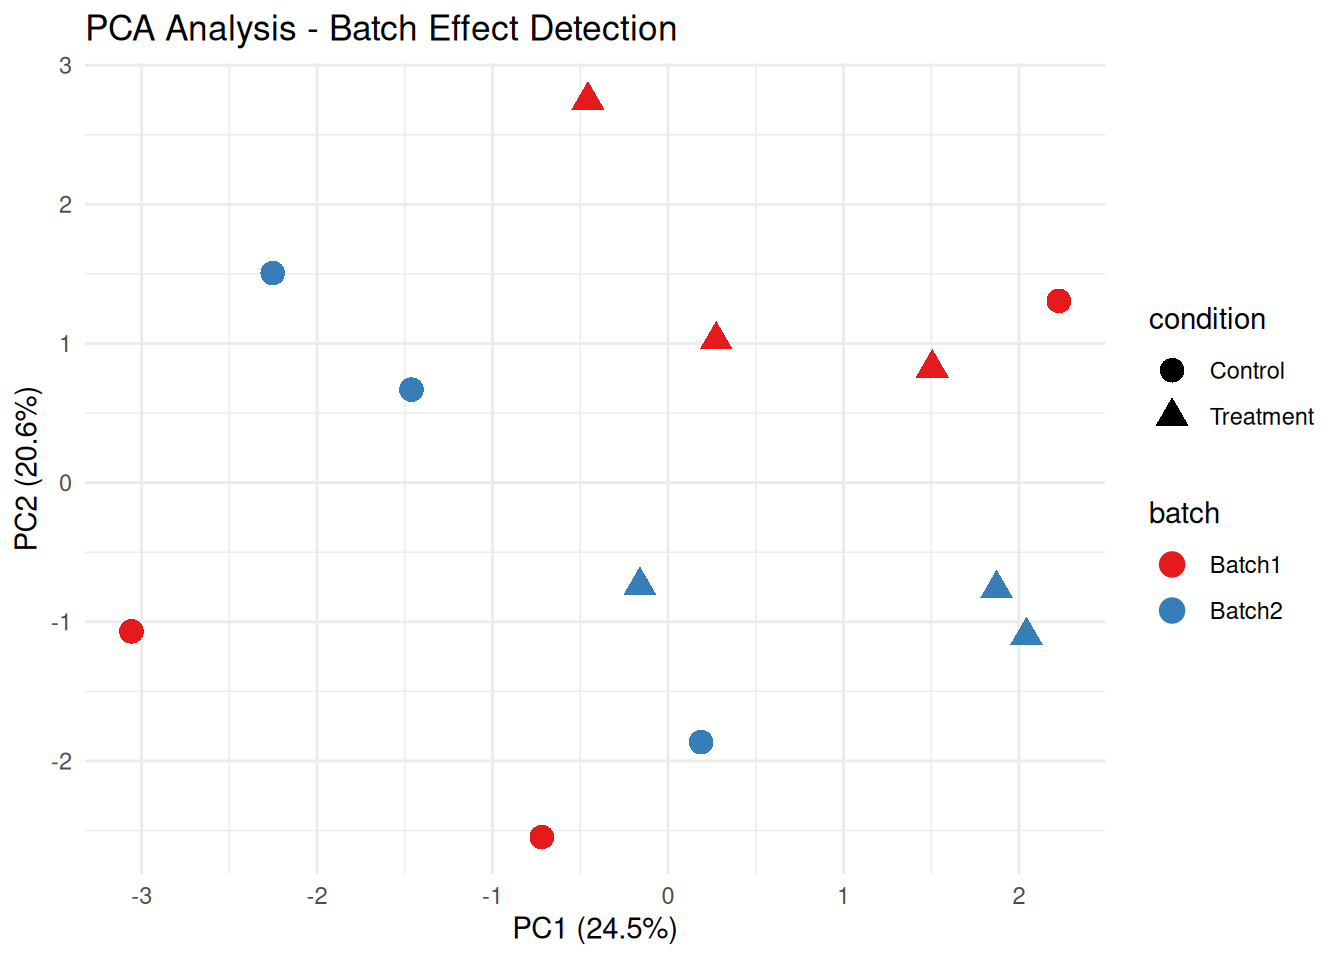 PCA Analysis - Batch Effect Detection
3
2
1
0
-1
-2
PC2 (20.6%)
-3
-2
-1
0
1
2
PC1 (24.5%)
condition
Control
Treatment
batch
Batch1
Batch2